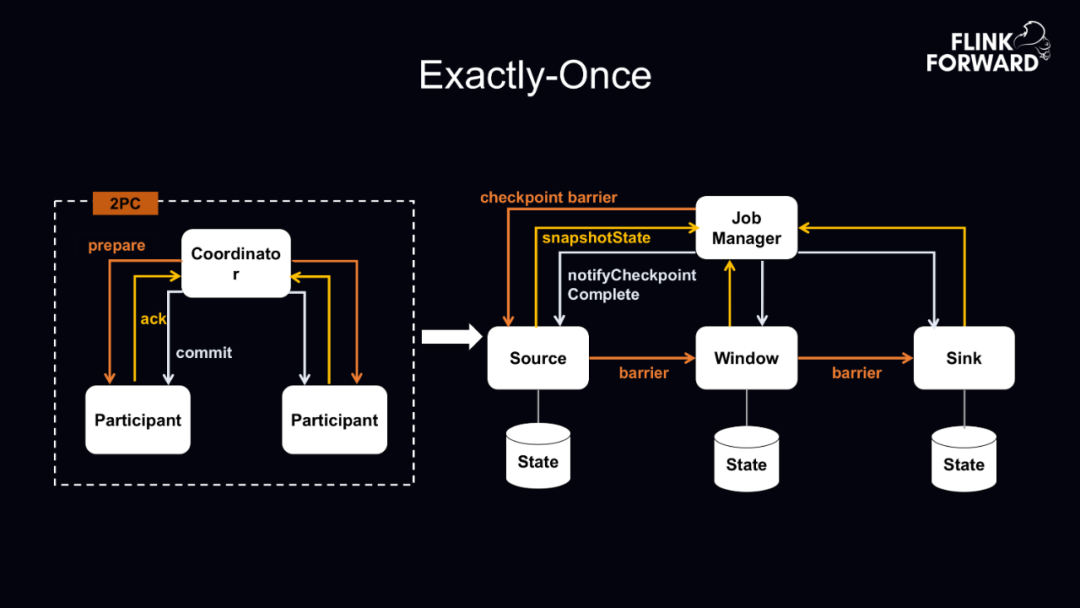 FLINK
FORWARD
Exactly-Once
2PC
prepare
Coordinato
r
ack
commit
Participant
Participant
checkpoint barrier
Job
Manager
snapshotState
notifyCheckpoint
Complete
Source
barrier
Window
barrier
Sink
State
State
State